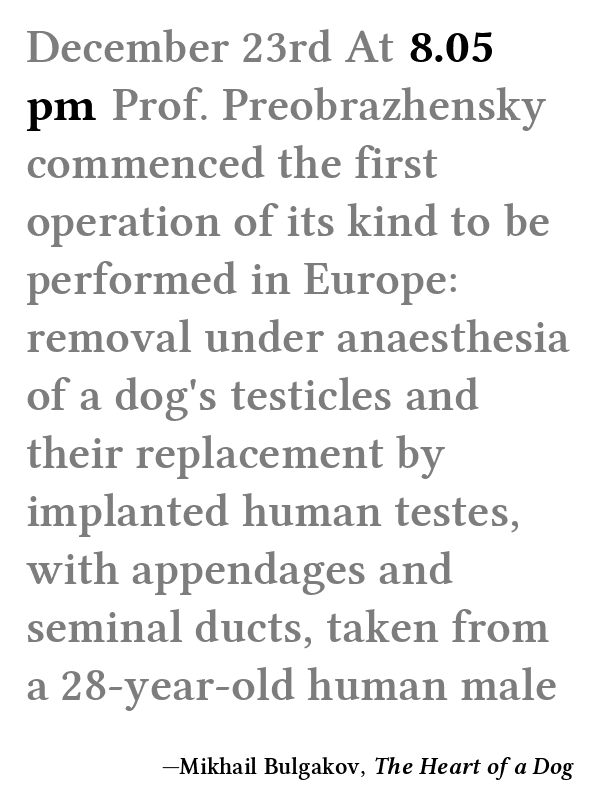 December 23rd At 8.05
pm Prof. Preobrazhensky
commenced the first
operation of its kind to be
performed in Europe:
removal under anaesthesia
of a dog's testicles and
their replacement by
implanted human testes,
with appendages and
seminal ducts, taken from
a 28-year-old human male
—Mikhail Bulgakov, The Heart of a Dog